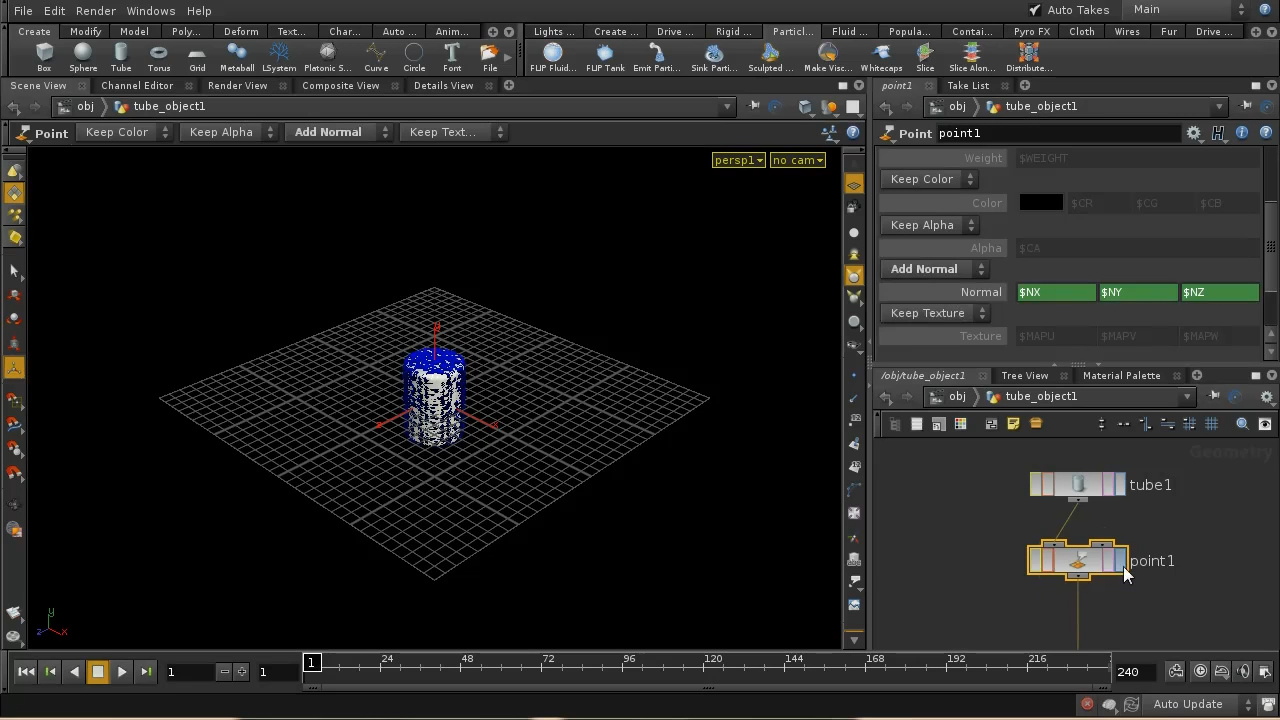 File Edit Render Windows Help Auto Takes Main
Create Modify Model Poly... Deform Text... Char... Auto ... Anim... Lights ... Create ... Drive ... Rigid ... Particl... Fluid ... Popula... Contai... Pyro FX Cloth Wires Fur Drive ...
Box Sphere Tube Torus Grid Metaball LSystem Platonic S... Curve Circle Font File FLIP Fluid... FLIP Tank Emit Parti... Sink Parti... Sculpted ... Make Visc... Whitecaps Slice Slice Alon... Distribute...
Scene View Channel Editor Render View Composite View Details View
obj tube_object1
Point Keep Color Keep Alpha Add Normal Keep Text...
persp1 no cam
y
z
x
y
z x
point1 Take List
obj tube_object1
Point point1
Weight $WEIGHT
Keep Color
Color $CR $CG $CB
Keep Alpha
Alpha $CA
Add Normal
Normal $NX $NY $NZ
Keep Texture
Texture $MAPU $MAPV $MAPW
/obj/tube_object1 Tree View Material Palette
obj tube_object1
Geometry
tube1
point1
1 1 1 24 48 72 96 120 144 168 192 216 240
Auto Update